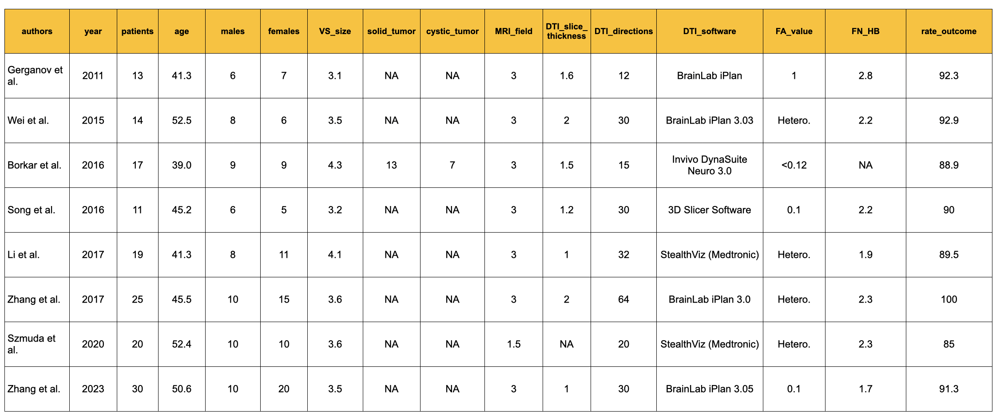 authors year patients age males females VS_size solid_tumor cystic_tumor MRI_field DTI_slice_thickness DTI_directions DTI_software FA_value FN_HB rate_outcome
Gerganov et al. 2011 13 41.3 6 7 3.1 NA NA 3 1.6 12 BrainLab iPlan 1 2.8 92.3
Wei et al. 2015 14 52.5 8 6 3.5 NA NA 3 2 30 BrainLab iPlan 3.03 Hetero. 2.2 92.9
Borkar et al. 2016 17 39.0 9 9 4.3 13 7 3 1.5 15 Invivo DynaSuite Neuro 3.0 <0.12 NA 88.9
Song et al. 2016 11 45.2 6 5 3.2 NA NA 3 1.2 30 3D Slicer Software 0.1 2.2 90
Li et al. 2017 19 41.3 8 11 4.1 NA NA 3 1 32 StealthViz (Medtronic) Hetero. 1.9 89.5
Zhang et al. 2017 25 45.5 10 15 3.6 NA NA 3 2 64 BrainLab iPlan 3.0 Hetero. 2.3 100
Szmuda et al. 2020 20 52.4 10 10 3.6 NA NA 1.5 NA 20 StealthViz (Medtronic) Hetero. 2.3 85
Zhang et al. 2023 30 50.6 10 20 3.5 NA NA 3 1 30 BrainLab iPlan 3.05 0.1 1.7 91.3